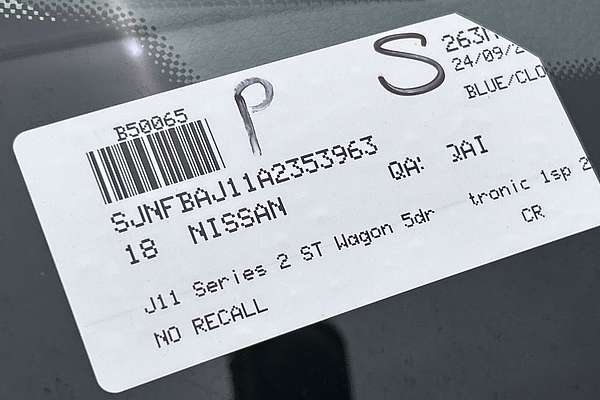 B50065
P
S
263
24/09/2
BLUE/CLO
SJNFBAJ11A2353963
QA:
18 NISSAN
J11 Series 2 ST Wagon 5dr tronic 1sp 2
CR
NO RECALL